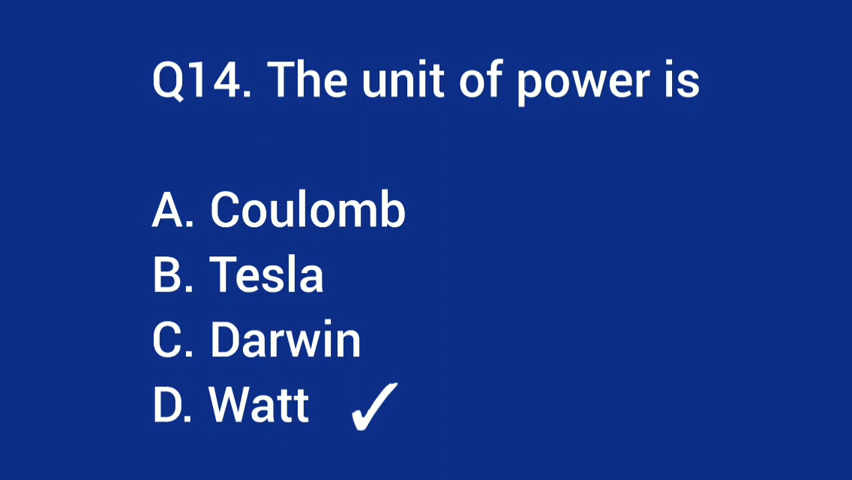 Q14. The unit of power is
A. Coulomb
B. Tesla
C. Darwin
D. Watt ✓